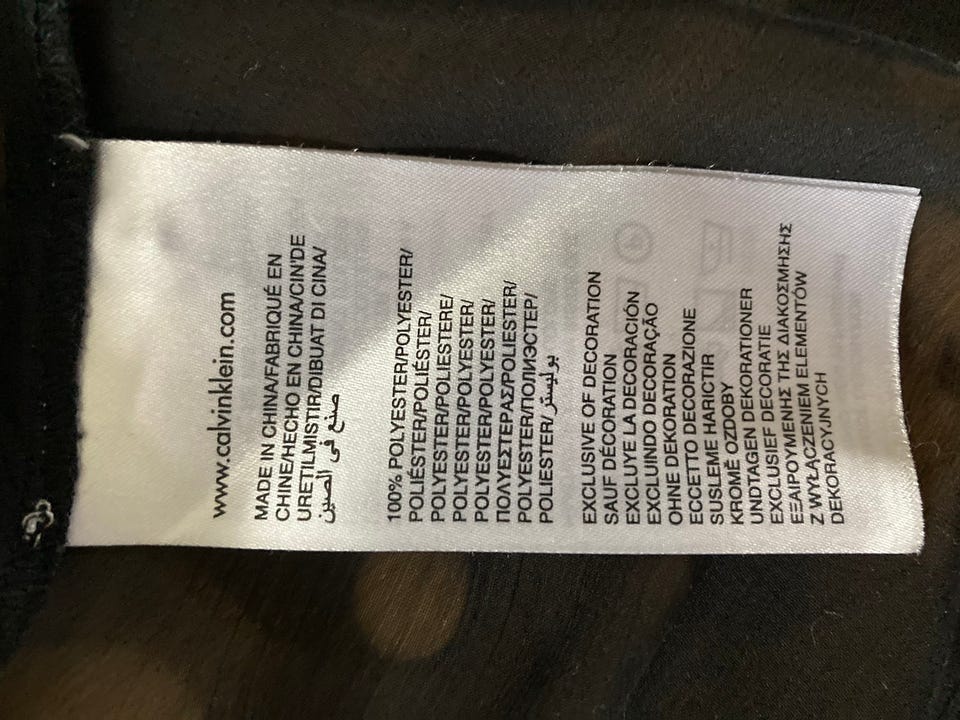 www.calvinklein.com
MADE IN CHINA/FABRIQUÉ EN
CHINE/HECHO EN CHINA/CIN'DE
URETILMISTIR/DIBUAT DI CINA/
صنع في الصين
100% POLYESTER/POLYESTER/
POLIÉSTER/POLIÉSTER/
POLYESTER/POLIESTERE/
POLYESTER/POLYESTER/
POLYESTER/POLYESTER/
ΠΟΛΥΕΣΤΕΡΑΣ/POLIESTER/
POLYESTER/ПОЛИЭСТЕР/
POLIESTER/ بوليستر
EXCLUSIVE OF DECORATION
SAUF DÉCORATION
EXCLUYE LA DECORACIÓN
EXCLUINDO DECORAÇÃO
OHNE DEKORATION
ECCETTO DECORAZIONE
SUSLEME HARICTIR
KROMĚ OZDOBY
UNDTAGEN DEKORATIONER
EXCLUSIEF DECORATIE
ΕΞΑΙΡΟΥΜΕΝΗΣ ΤΗΣ ΔΙΑΚΟΣΜΗΣΗΣ
Z WYŁĄCZENIEM ELEMENTÓW
DEKORACYJNYCH